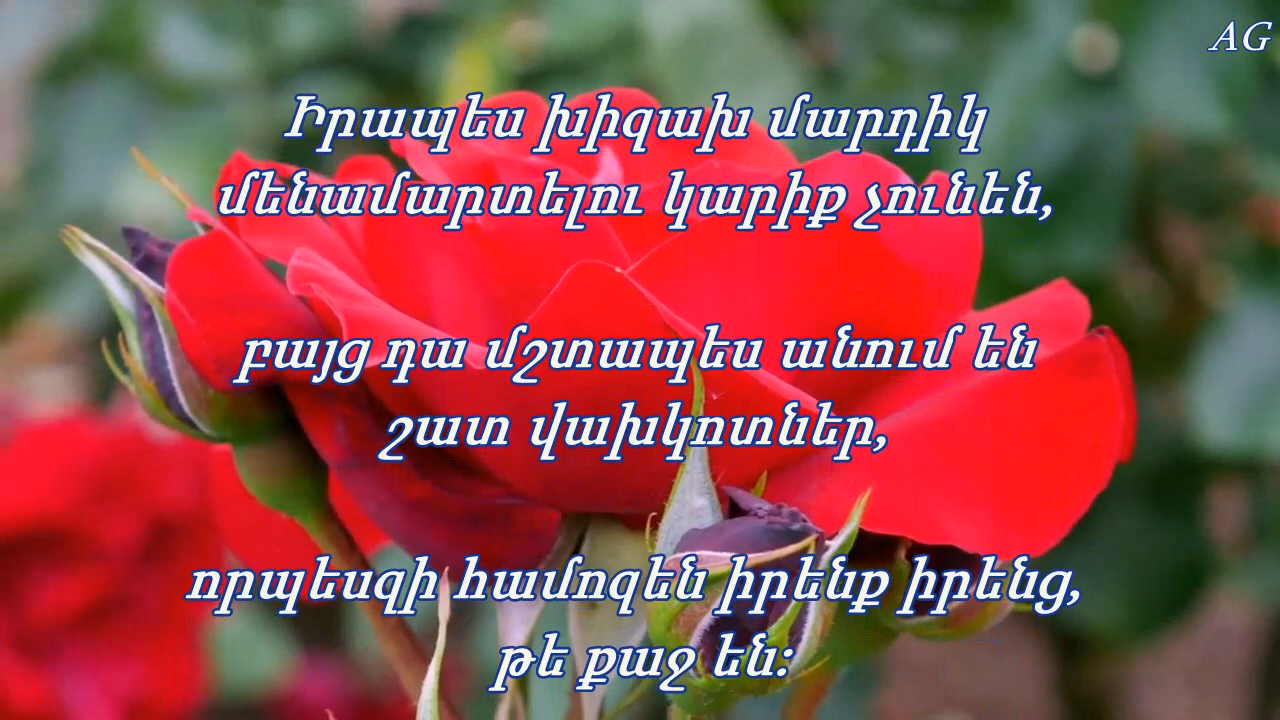 AG
Իրապես խիզախ մարդիկ
մենամարտելու կարիք չունեն,
բայց դա մշտապես անում են
շատ վախկոտներ,
որպեսզի համոզեն իրենք իրենց,
թե քաջ են: